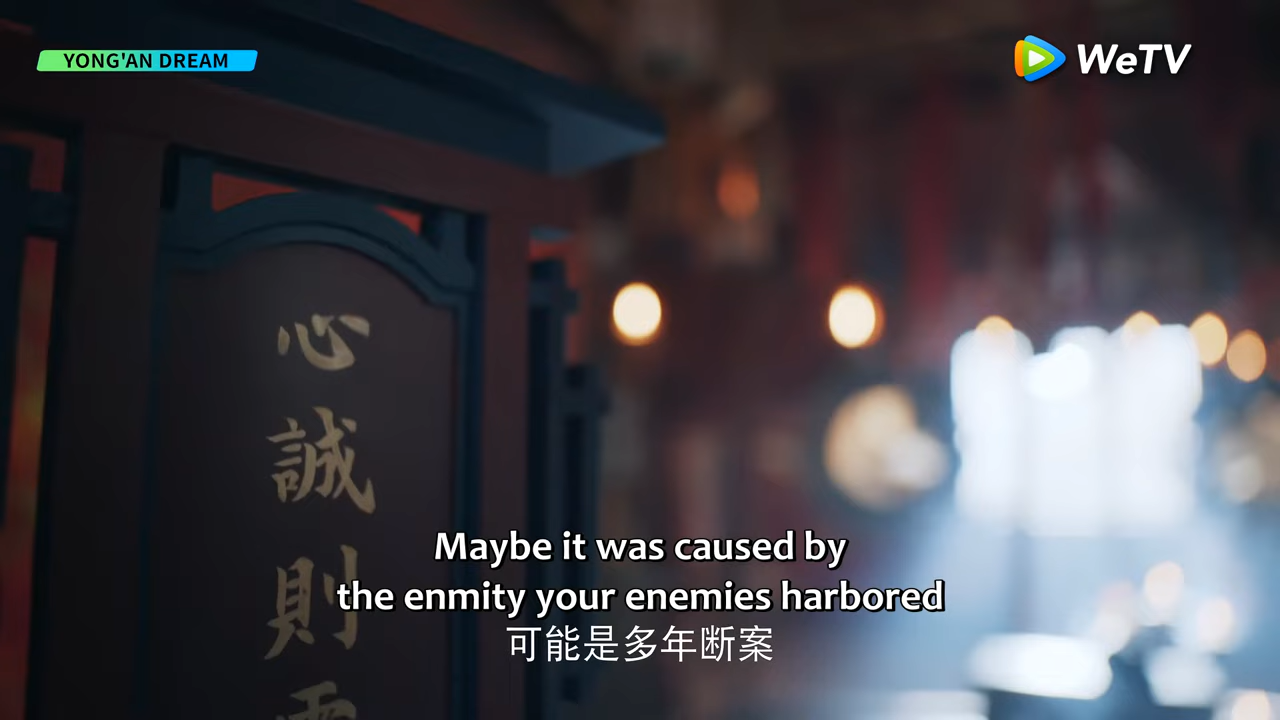 YONG'AN DREAM
WeTV
心
誠
則
Maybe it was caused by
the enmity your enemies harbored
可能是多年断案